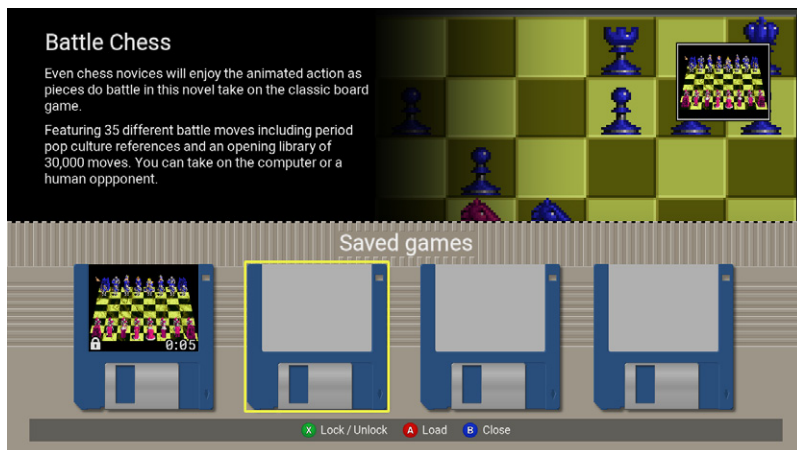 Battle Chess
Even chess novices will enjoy the animated action as
pieces do battle in this novel take on the classic board
game.
Featuring 35 different battle moves including period
pop culture references and an opening library of
30,000 moves. You can take on the computer or a
human oppponent.
Saved games
0:05
X Lock / Unlock A Load B Close